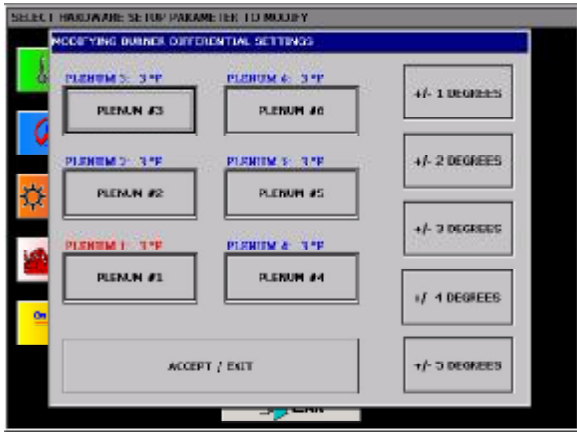 SELECT HARDWARE SETUP PARAMETER TO MODIFY
MODIFYING BURNER DIFFERENTIAL SETTINGS
PLENUM 3: 3 °F
PLENUM 6: 3 °F
PLENUM #3
PLENUM #6
+/- 1 DEGREES
PLENUM 2: 3 °F
PLENUM 5: 3 °F
PLENUM #2
PLENUM #5
+/- 2 DEGREES
PLENUM 1: 3 °F
PLENUM 4: 3 °F
PLENUM #1
PLENUM #4
+/- 3 DEGREES
+/- 4 DEGREES
ACCEPT / EXIT
+/- 5 DEGREES
On